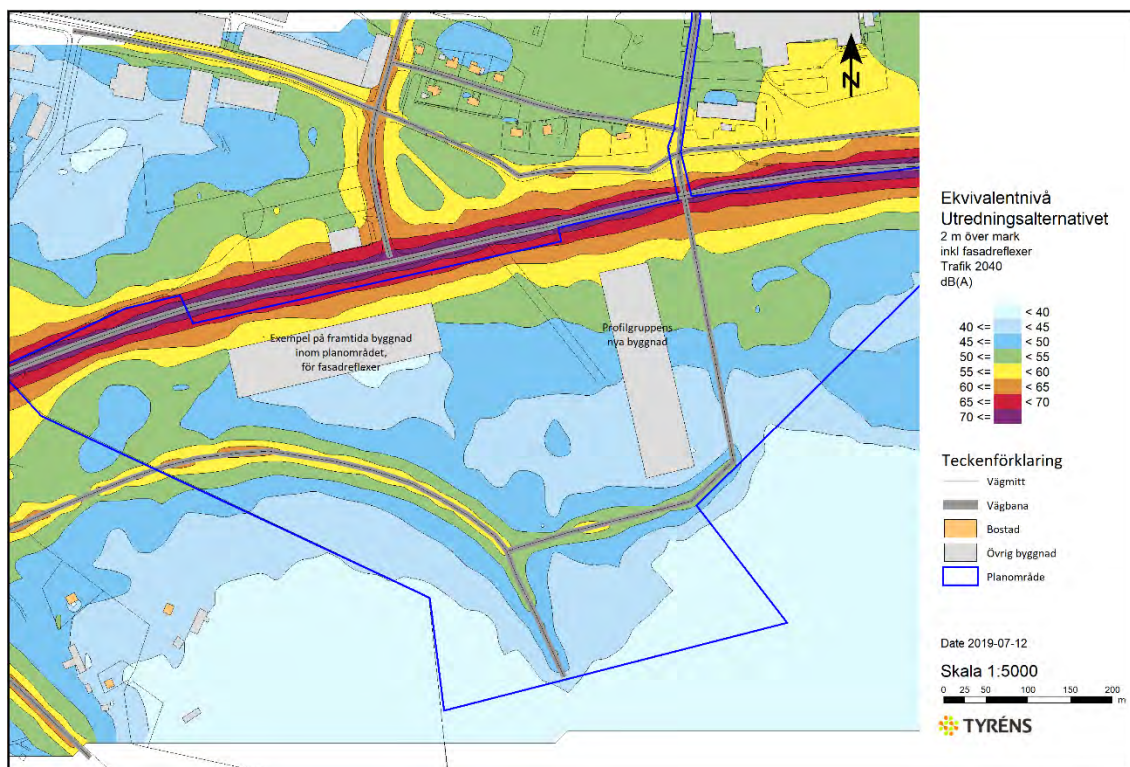 N
Exempel på framtida byggnad
inom planområdet,
för fasadreflexer
Profilgruppens
nya byggnad
Ekvivalentnivå
Utredningsalternativet
2 m över mark
inkl fasadreflexer
Trafik 2040
dB(A)
< 40
40 <= < 45
45 <= < 50
50 <= < 55
55 <= < 60
60 <= < 65
65 <= < 70
70 <=
Teckenförklaring
Vägmitt
Vägbana
Bostad
Övrig byggnad
Planområde
Date 2019-07-12
Skala 1:5000
0 25 50 100 150 200
m
TYRÉNS